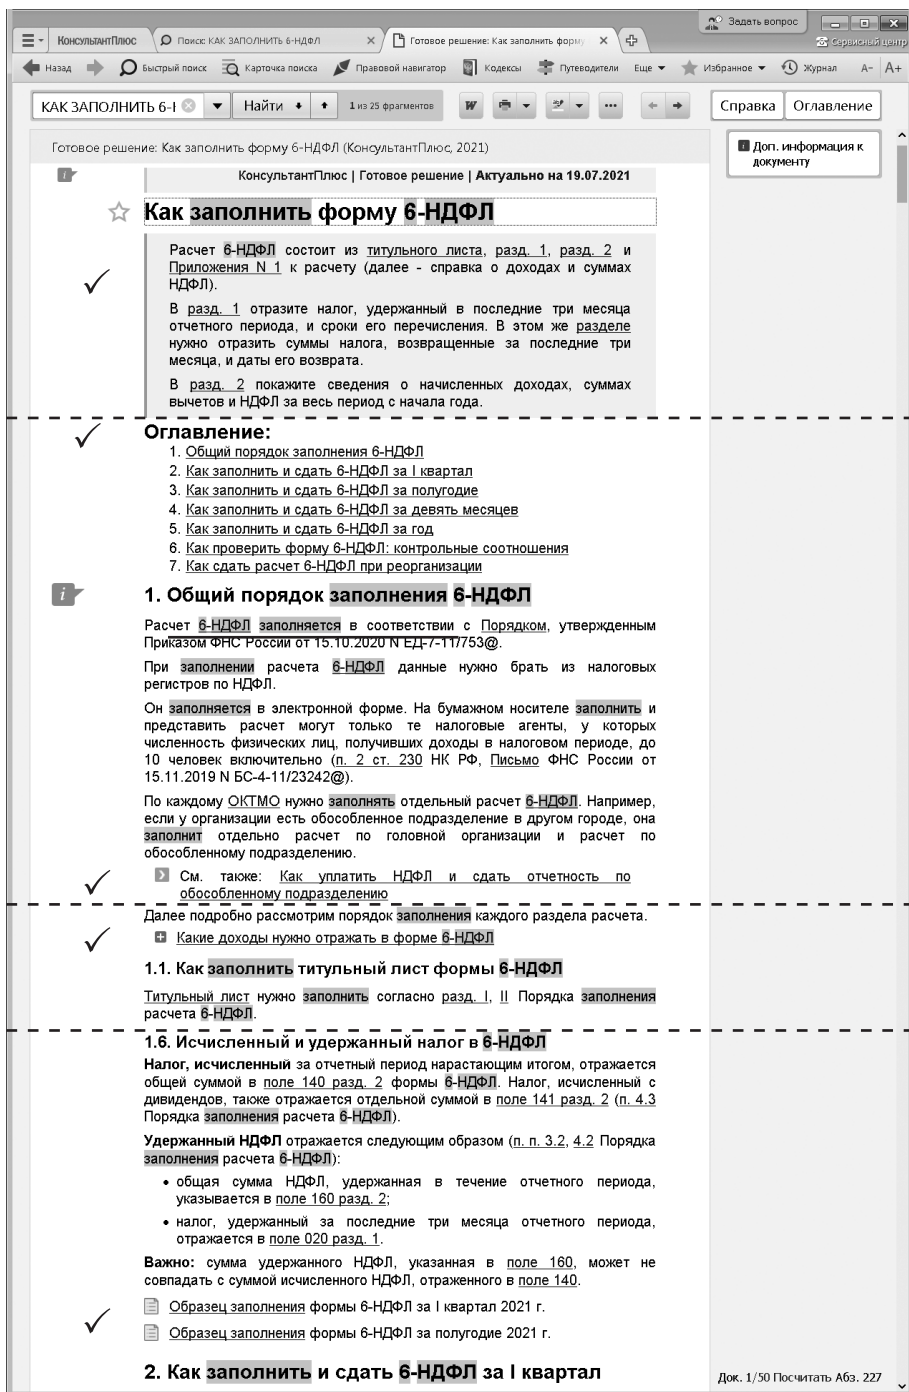 Задать вопрос
КонсультантПлюс
Поиск: КАК ЗАПОЛНИТЬ 6-НДФЛ
Готовое решение: Как заполнить форму
Сервисный центр
Назад
Быстрый поиск
Карточка поиска
Правовой навигатор
Кодексы
Путеводители
Еще
Избранное
Журнал
A-
A+
КАК ЗАПОЛНИТЬ 6-Н
Найти
1 из 25 фрагментов
W
Справка
Оглавление
Готовое решение: Как заполнить форму 6-НДФЛ (КонсультантПлюс, 2021)
i Доп. информация к
документу
i
КонсультантПлюс | Готовое решение | Актуально на 19.07.2021
Как заполнить форму 6-НДФЛ
Расчет 6-НДФЛ состоит из титульного листа, разд. 1, разд. 2 и
Приложения N 1 к расчету (далее - справка о доходах и суммах
НДФЛ).
В разд. 1 отразите налог, удержанный в последние три месяца
отчетного периода, и сроки его перечисления. В этом же разделе
нужно отразить суммы налога, возвращенные за последние три
месяца, и даты его возврата.
В разд. 2 покажите сведения о начисленных доходах, суммах
вычетов и НДФЛ за весь период с начала года.
Оглавление:
1. Общий порядок заполнения 6-НДФЛ
2. Как заполнить и сдать 6-НДФЛ за I квартал
3. Как заполнить и сдать 6-НДФЛ за полугодие
4. Как заполнить и сдать 6-НДФЛ за девять месяцев
5. Как заполнить и сдать 6-НДФЛ за год
6. Как проверить форму 6-НДФЛ: контрольные соотношения
7. Как сдать расчет 6-НДФЛ при реорганизации
i
1. Общий порядок заполнения 6-НДФЛ
Расчет 6-НДФЛ заполняется в соответствии с Порядком, утвержденным
Приказом ФНС России от 15.10.2020 N ЕД-7-11/753@.
При заполнении расчета 6-НДФЛ данные нужно брать из налоговых
регистров по НДФЛ.
Он заполняется в электронной форме. На бумажном носителе заполнить и
представить расчет могут только те налоговые агенты, у которых
численность физических лиц, получивших доходы в налоговом периоде, до
10 человек включительно (п. 2 ст. 230 НК РФ, Письмо ФНС России от
15.11.2019 N БС-4-11/23242@).
По каждому ОКТМО нужно заполнять отдельный расчет 6-НДФЛ. Например,
если у организации есть обособленное подразделение в другом городе, она
заполнит отдельно расчет по головной организации и расчет по
обособленному подразделению.
См. также: Как уплатить НДФЛ и сдать отчетность по
обособленному подразделению
Далее подробно рассмотрим порядок заполнения каждого раздела расчета.
Какие доходы нужно отражать в форме 6-НДФЛ
1.1. Как заполнить титульный лист формы 6-НДФЛ
Титульный лист нужно заполнить согласно разд. I, II Порядка заполнения
расчета 6-НДФЛ.
1.6. Исчисленный и удержанный налог в 6-НДФЛ
Налог, исчисленный за отчетный период нарастающим итогом, отражается
общей суммой в поле 140 разд. 2 формы 6-НДФЛ. Налог, исчисленный с
дивидендов, также отражается отдельной суммой в поле 141 разд. 2 (п. 4.3
Порядка заполнения расчета 6-НДФЛ).
Удержанный НДФЛ отражается следующим образом (п. п. 3.2, 4.2 Порядка
заполнения расчета 6-НДФЛ):
• общая сумма НДФЛ, удержанная в течение отчетного периода,
указывается в поле 160 разд. 2;
• налог, удержанный за последние три месяца отчетного периода,
отражается в поле 020 разд. 1.
Важно: сумма удержанного НДФЛ, указанная в поле 160, может не
совпадать с суммой исчисленного НДФЛ, отраженного в поле 140.
Образец заполнения формы 6-НДФЛ за I квартал 2021 г.
Образец заполнения формы 6-НДФЛ за полугодие 2021 г.
2. Как заполнить и сдать 6-НДФЛ за I квартал
Док. 1/50 Посчитать Абз. 227